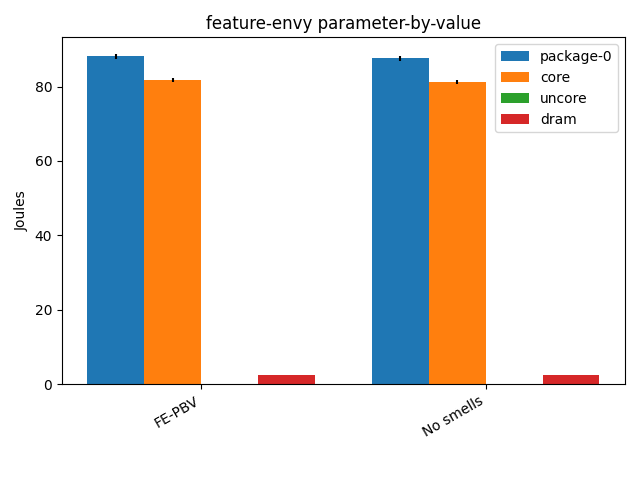 feature-envy parameter-by-value
package-0
core
uncore
dram
Joules
80
60
40
20
0
FE-PBV
No smells